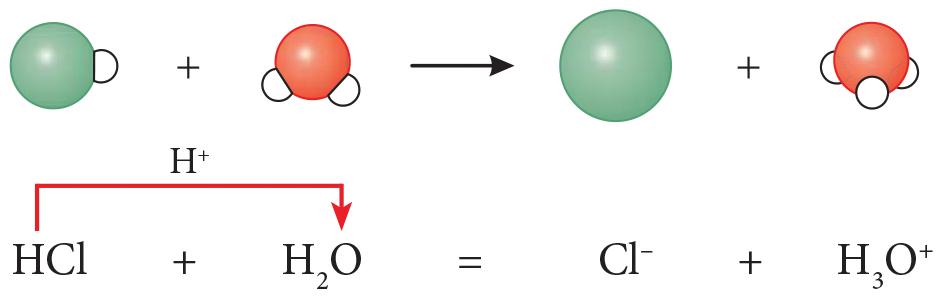 + +
H⁺
HCl + H₂O = Cl⁻ + H₃O⁺